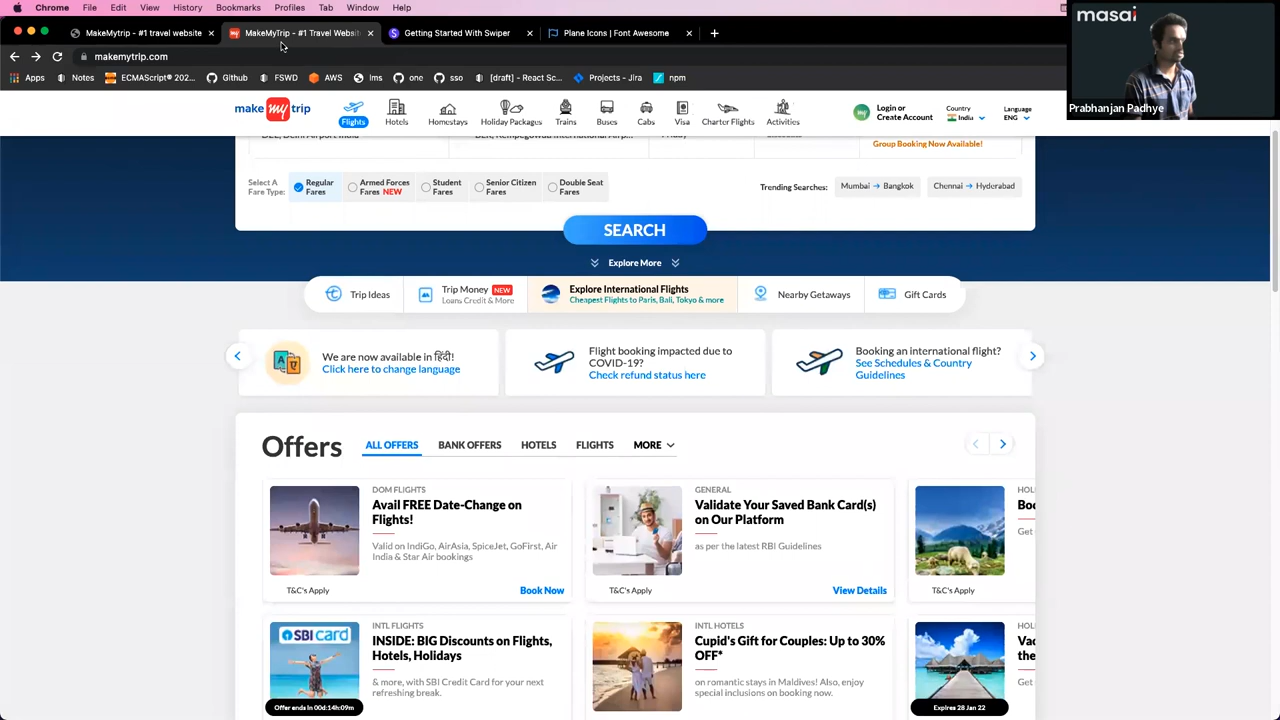 Chrome File Edit View History Bookmarks Profiles Tab Window Help
MakeMyTrip - #1 travel website
MakeMyTrip - #1 Travel Websit
Getting Started With Swiper
Plane Icons | Font Awesome
makemytrip.com
Apps Notes ECMAScript® 202... Github FSWD AWS lms one sso [draft] - React Sc... Projects - Jira npm
masai
Prabhanjan Padhye
make my trip
Flights Hotels Homestays Holiday Packages Trains Buses Cabs Visa Charter Flights Activities
Login or
Create Account
Country
India
Language
ENG
Group Booking Now Available!
Select A
Fare Type:
Regular
Fares
Armed Forces
Fares NEW
Student
Fares
Senior Citizen
Fares
Double Seat
Fares
Trending Searches:
Mumbai → Bangkok
Chennai → Hyderabad
SEARCH
Explore More
Trip Ideas
Trip Money NEW
Loans Credit & More
Explore International Flights
Cheapest Flights to Paris, Bali, Tokyo & more
Nearby Getaways
Gift Cards
We are now available in हिंदी!
Click here to change language
Flight booking impacted due to
COVID-19?
Check refund status here
Booking an international flight?
See Schedules & Country
Guidelines
Offers
ALL OFFERS BANK OFFERS HOTELS FLIGHTS MORE
DOM FLIGHTS
Avail FREE Date-Change on
Flights!
Valid on IndiGo, AirAsia, SpiceJet, GoFirst, Air
India & Star Air bookings
T&C's Apply
Book Now
GENERAL
Validate Your Saved Bank Card(s)
on Our Platform
as per the latest RBI Guidelines
T&C's Apply
View Details
HOL
Boo
Get
T&C's Apply
INTL FLIGHTS
INSIDE: BIG Discounts on Flights,
Hotels, Holidays
& more, with SBI Credit Card for your next
refreshing break.
SBI card
Offer ends in 00d:14h:09m
INTL HOTELS
Cupid's Gift for Couples: Up to 30%
OFF*
on romantic stays in Maldives! Also, enjoy
special inclusions on booking now.
HOL
Vac
the
Get
Expires 28 Jan 22